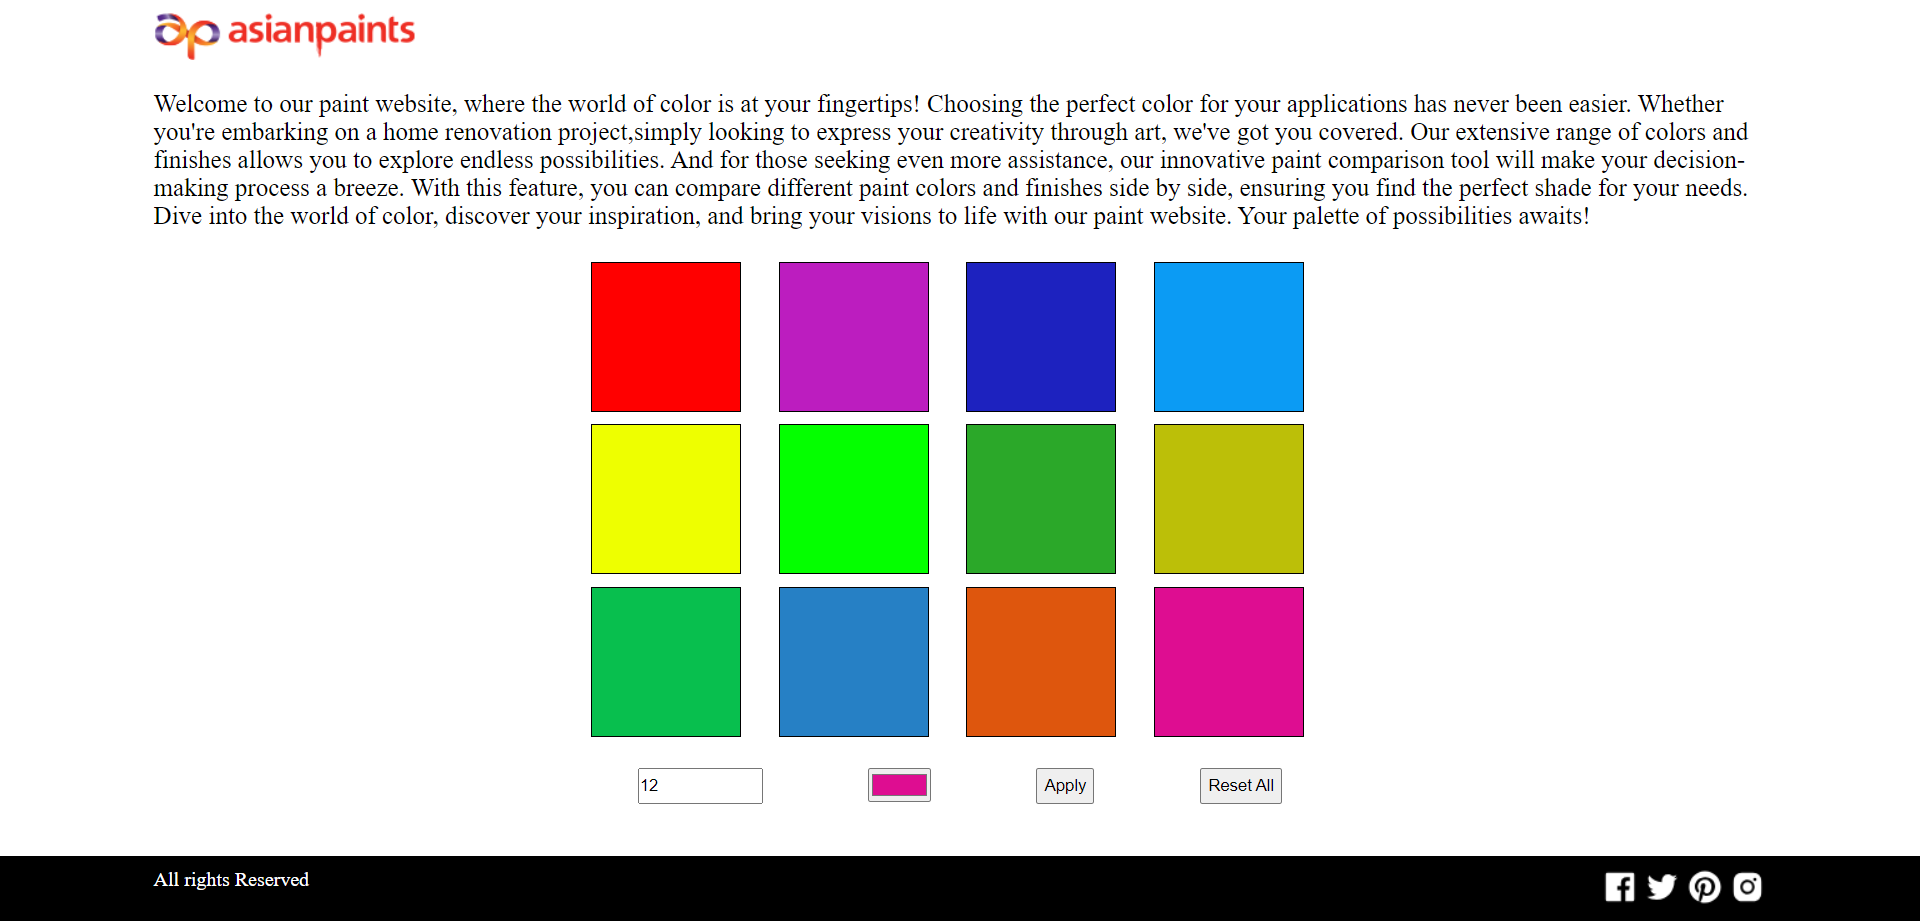 asianpaints
Welcome to our paint website, where the world of color is at your fingertips! Choosing the perfect color for your applications has never been easier. Whether
you're embarking on a home renovation project,simply looking to express your creativity through art, we've got you covered. Our extensive range of colors and
finishes allows you to explore endless possibilities. And for those seeking even more assistance, our innovative paint comparison tool will make your decision-
making process a breeze. With this feature, you can compare different paint colors and finishes side by side, ensuring you find the perfect shade for your needs.
Dive into the world of color, discover your inspiration, and bring your visions to life with our paint website. Your palette of possibilities awaits!
12
Apply
Reset All
All rights Reserved